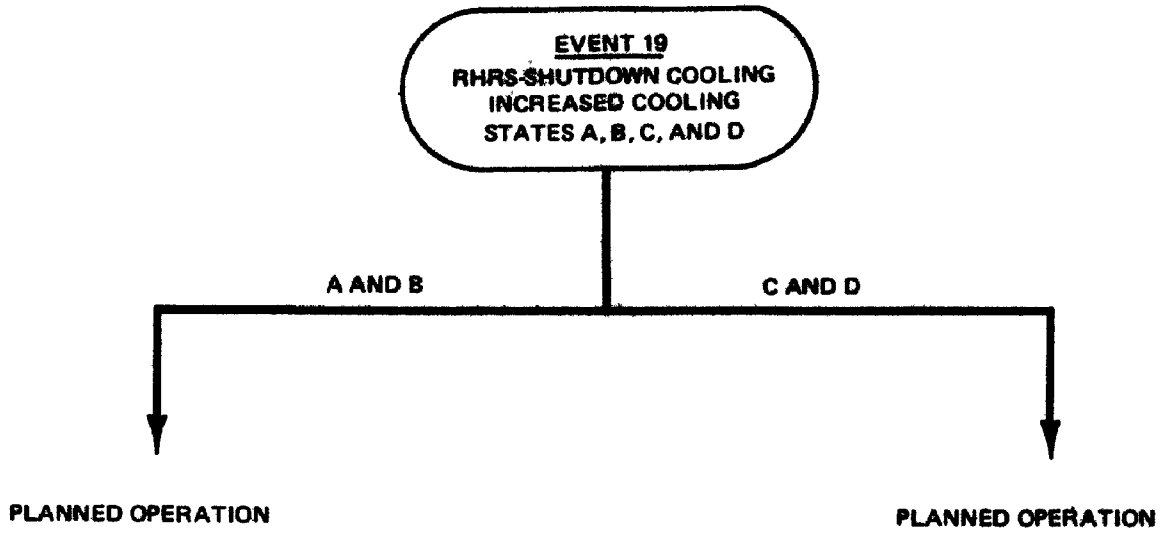 EVENT 19
RHRS-SHUTDOWN COOLING
INCREASED COOLING
STATES A, B, C, AND D
A AND B
C AND D
PLANNED OPERATION
PLANNED OPERATION